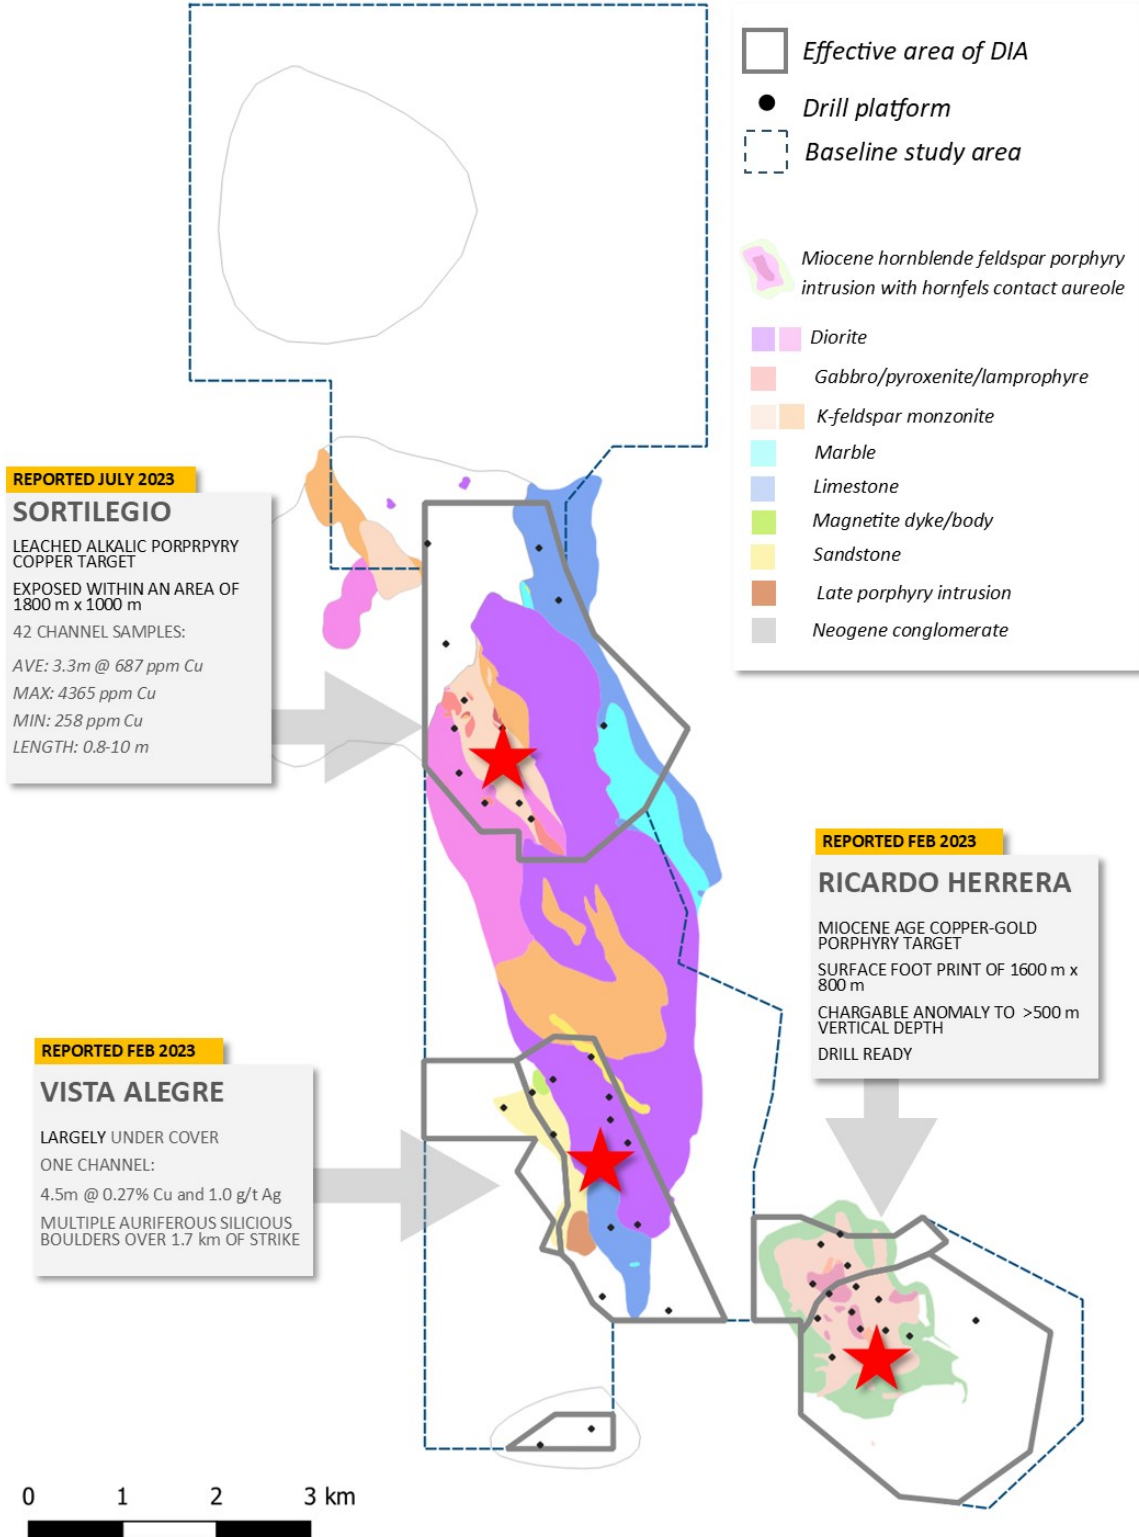 Effective area of DIA
Drill platform
Baseline study area
Miocene hornblende feldspar porphyry
intrusion with hornfels contact aureole
Diorite
Gabbro/pyroxenite/lamprophyre
K-feldspar monzonite
Marble
Limestone
Magnetite dyke/body
Sandstone
Late porphyry intrusion
Neogene conglomerate
REPORTED JULY 2023
SORTILEGIO
LEACHED ALKALIC PORPRPYRY
COPPER TARGET
EXPOSED WITHIN AN AREA OF
1800 m x 1000 m
42 CHANNEL SAMPLES:
AVE: 3.3m @ 687 ppm Cu
MAX: 4365 ppm Cu
MIN: 258 ppm Cu
LENGTH: 0.8-10 m
REPORTED FEB 2023
RICARDO HERRERA
MIOCENE AGE COPPER-GOLD
PORPHYRY TARGET
SURFACE FOOT PRINT OF 1600 m x
800 m
CHARGABLE ANOMALY TO >500 m
VERTICAL DEPTH
DRILL READY
REPORTED FEB 2023
VISTA ALEGRE
LARGELY UNDER COVER
ONE CHANNEL:
4.5m @ 0.27% Cu and 1.0 g/t Ag
MULTIPLE AURIFEROUS SILICIOUS
BOULDERS OVER 1.7 km OF STRIKE
0 1 2 3 km